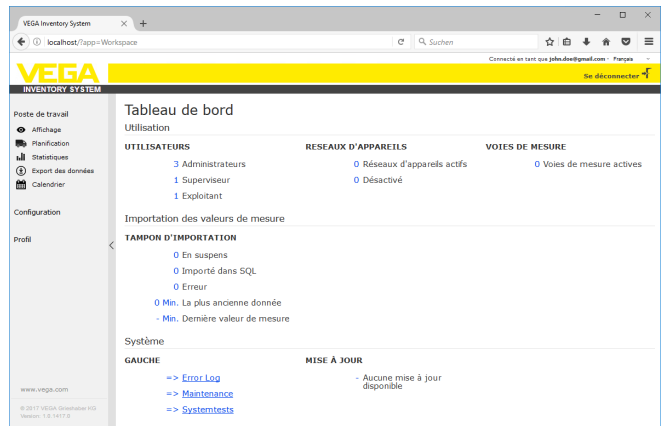 VEGA Inventory System
localhost/?app=Workspace
Suchen
Connecté en tant que john.doe@gmail.com - Français
VEGA
INVENTORY SYSTEM
Se déconnecter
Poste de travail
Affichage
Planification
Statistiques
Export des données
Calendrier
Configuration
Profil
www.vega.com
© 2017 VEGA Grieshaber KG
Version: 1.0.1417.0
Tableau de bord
Utilisation
UTILISATEURS
3 Administrateurs
1 Superviseur
1 Exploitant
RESEAUX D'APPAREILS
0 Réseaux d'appareils actifs
0 Désactivé
VOIES DE MESURE
0 Voies de mesure actives
Importation des valeurs de mesure
TAMPON D'IMPORTATION
0 En suspens
0 Importé dans SQL
0 Erreur
0 Min. La plus ancienne donnée
- Min. Dernière valeur de mesure
Système
GAUCHE
=> Error Log
=> Maintenance
=> Systemtests
MISE À JOUR
- Aucune mise à jour
disponible